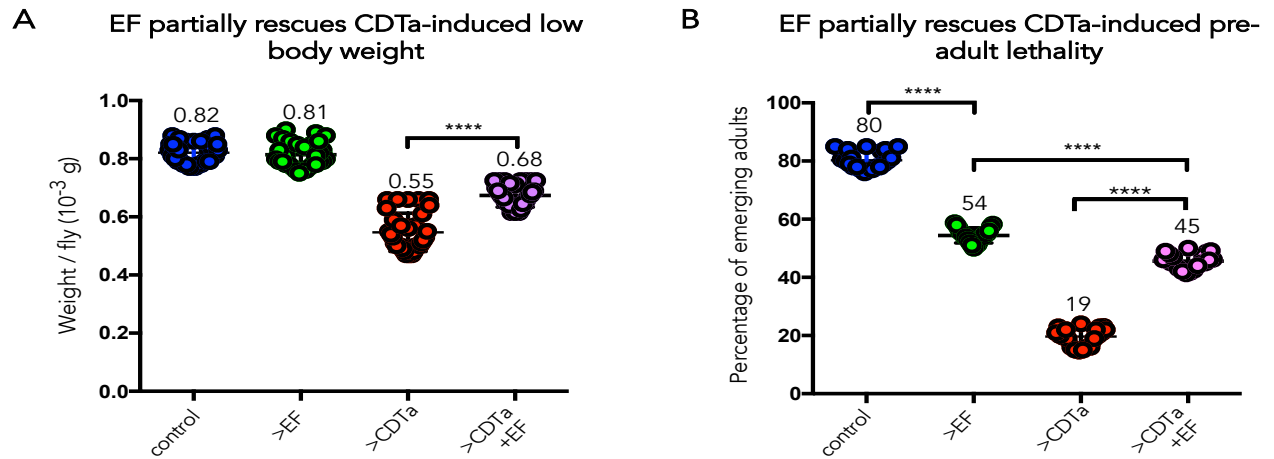 A
EF partially rescues CDTa-induced low
body weight
Weight / fly (10-3 g)
1.0
0.8
0.6
0.4
0.2
0.0
0.82
0.81
0.55
0.68
****
control
>EF
>CDTa
>CDTa
+EF
B
EF partially rescues CDTa-induced pre-
adult lethality
Percentage of emerging adults
100
80
60
40
20
0
80
54
19
45
****
****
****
control
>EF
>CDTa
>CDTa
+EF